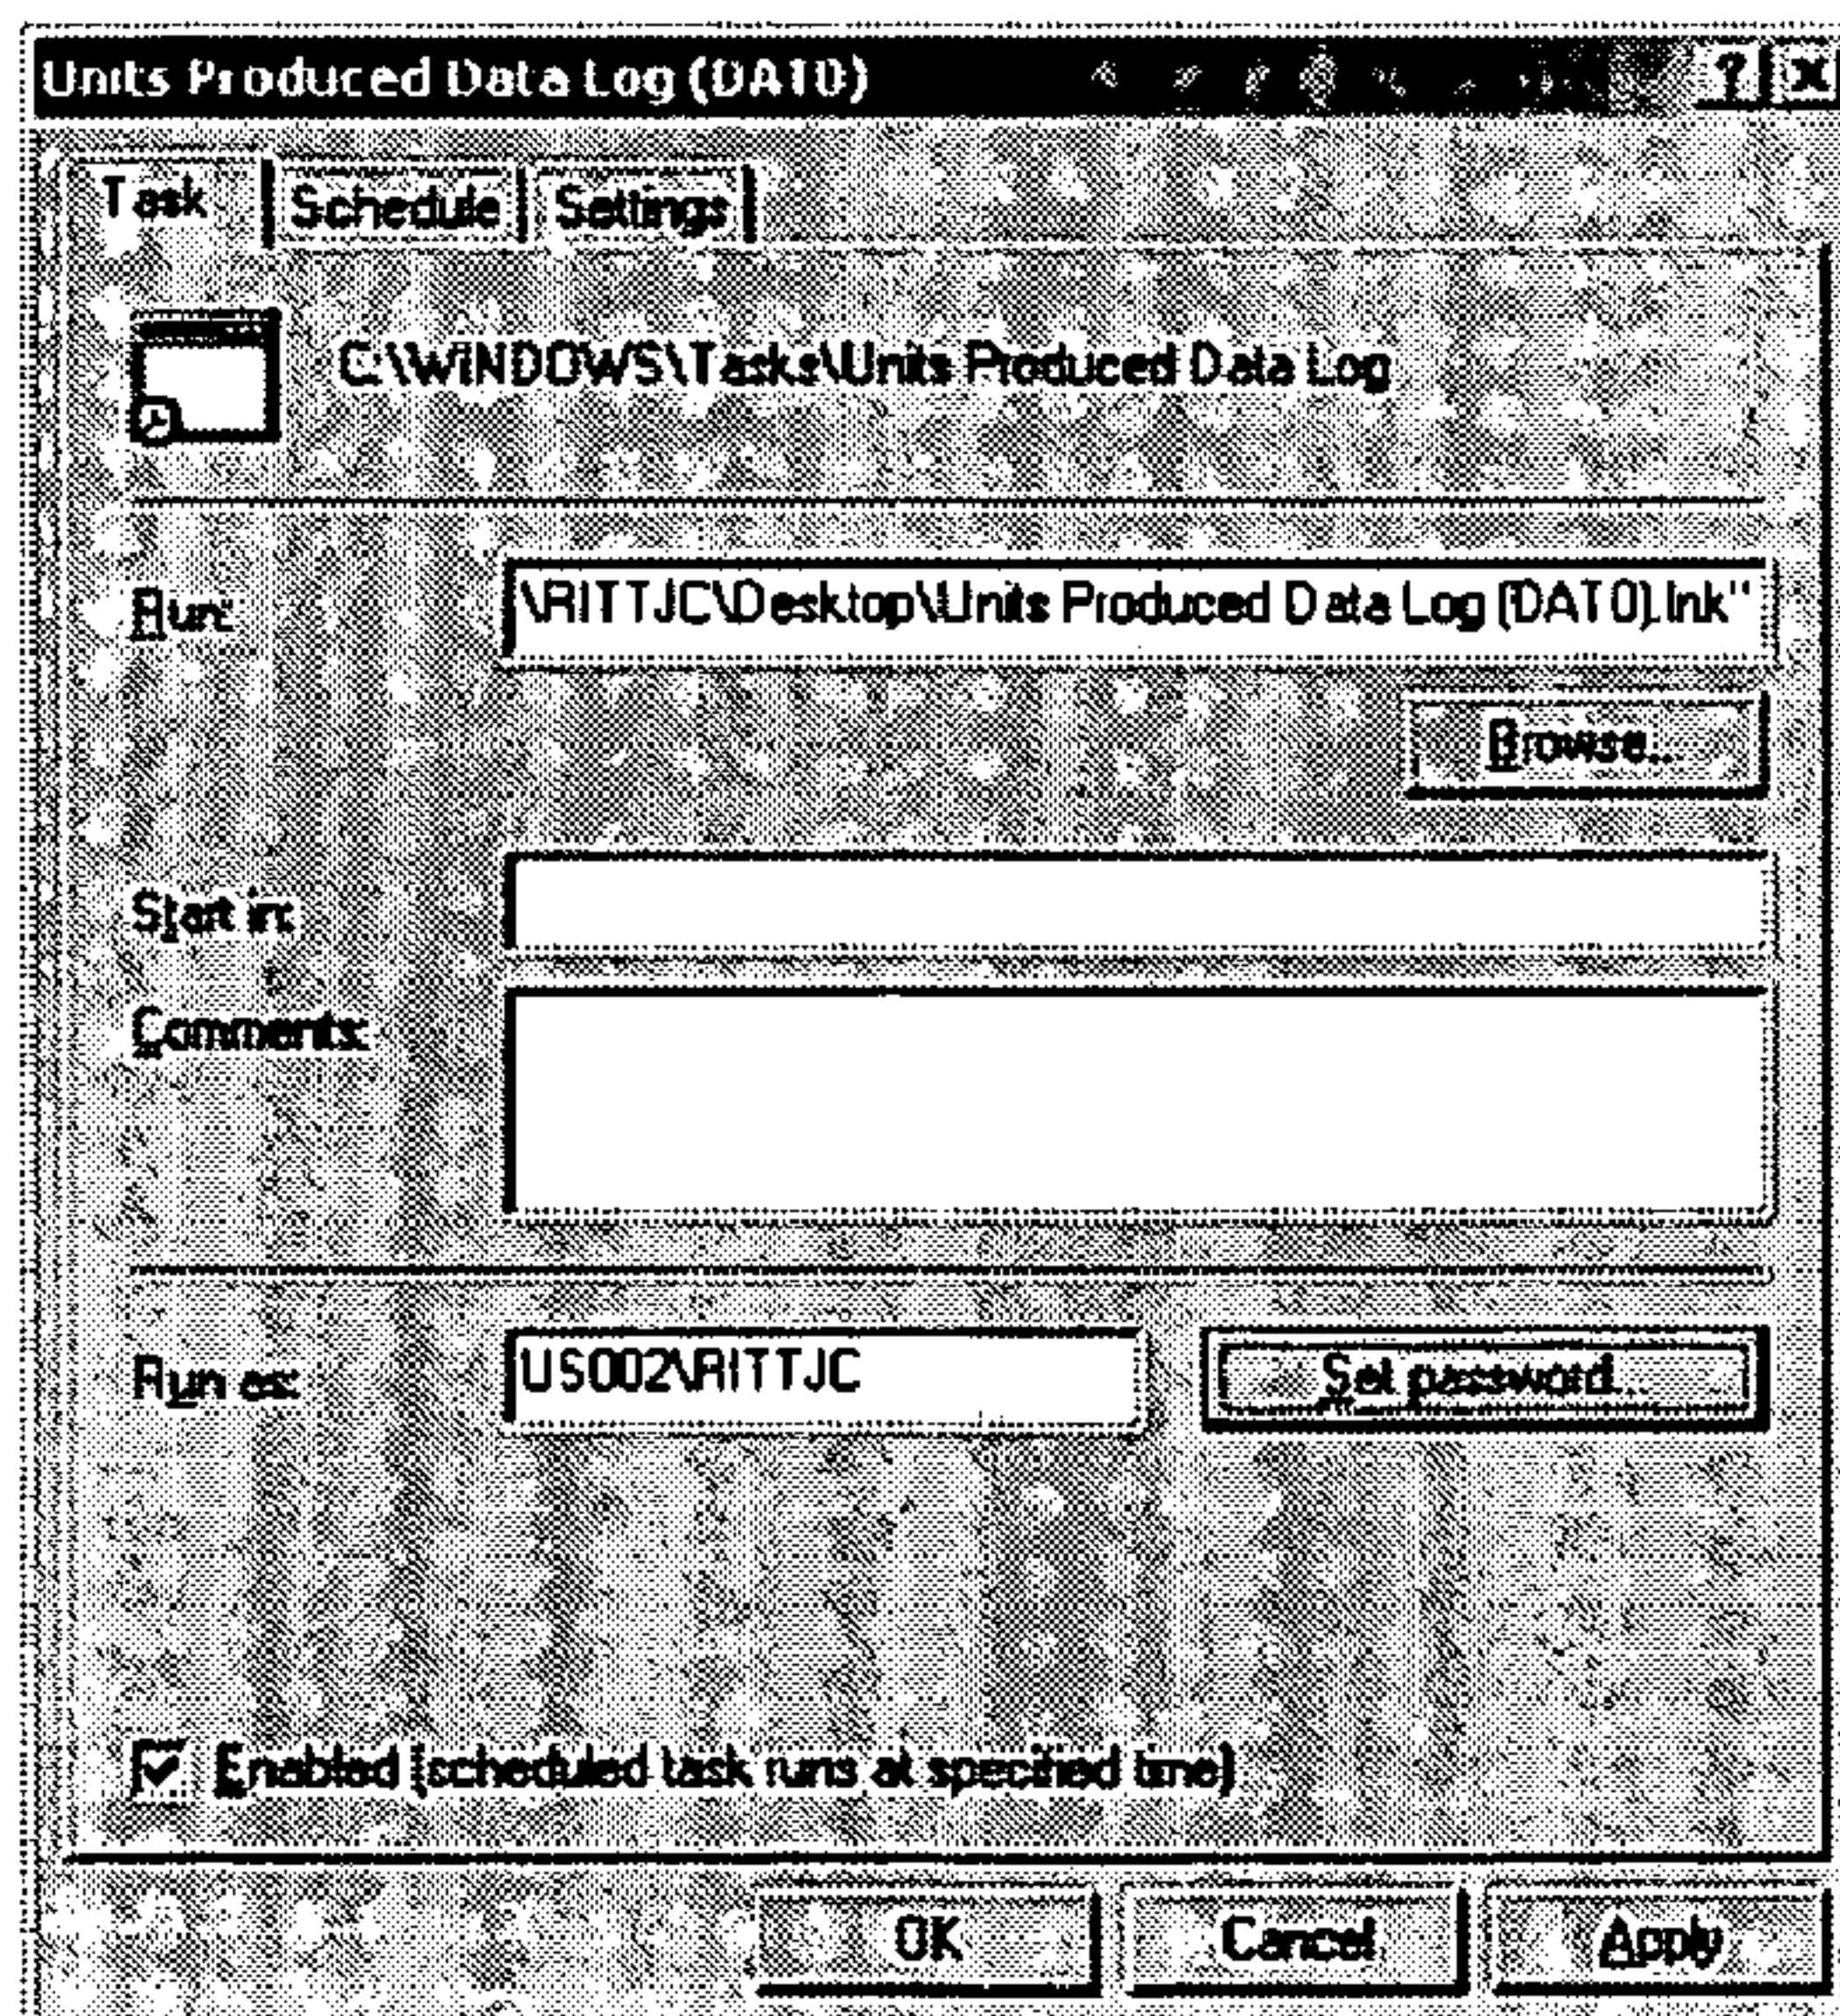 Units Produced Data Log (DAT0)
Task Schedule Settings
C:\WINDOWS\Tasks\Units Produced Data Log
Run: \RITTJC\Desktop\Units Produced Data Log (DAT0).lnk"
Browse...
Start in:
Comments:
Run as: US002\RITTJC Set password...
Enabled (scheduled task runs at specified time)
OK Cancel Apply